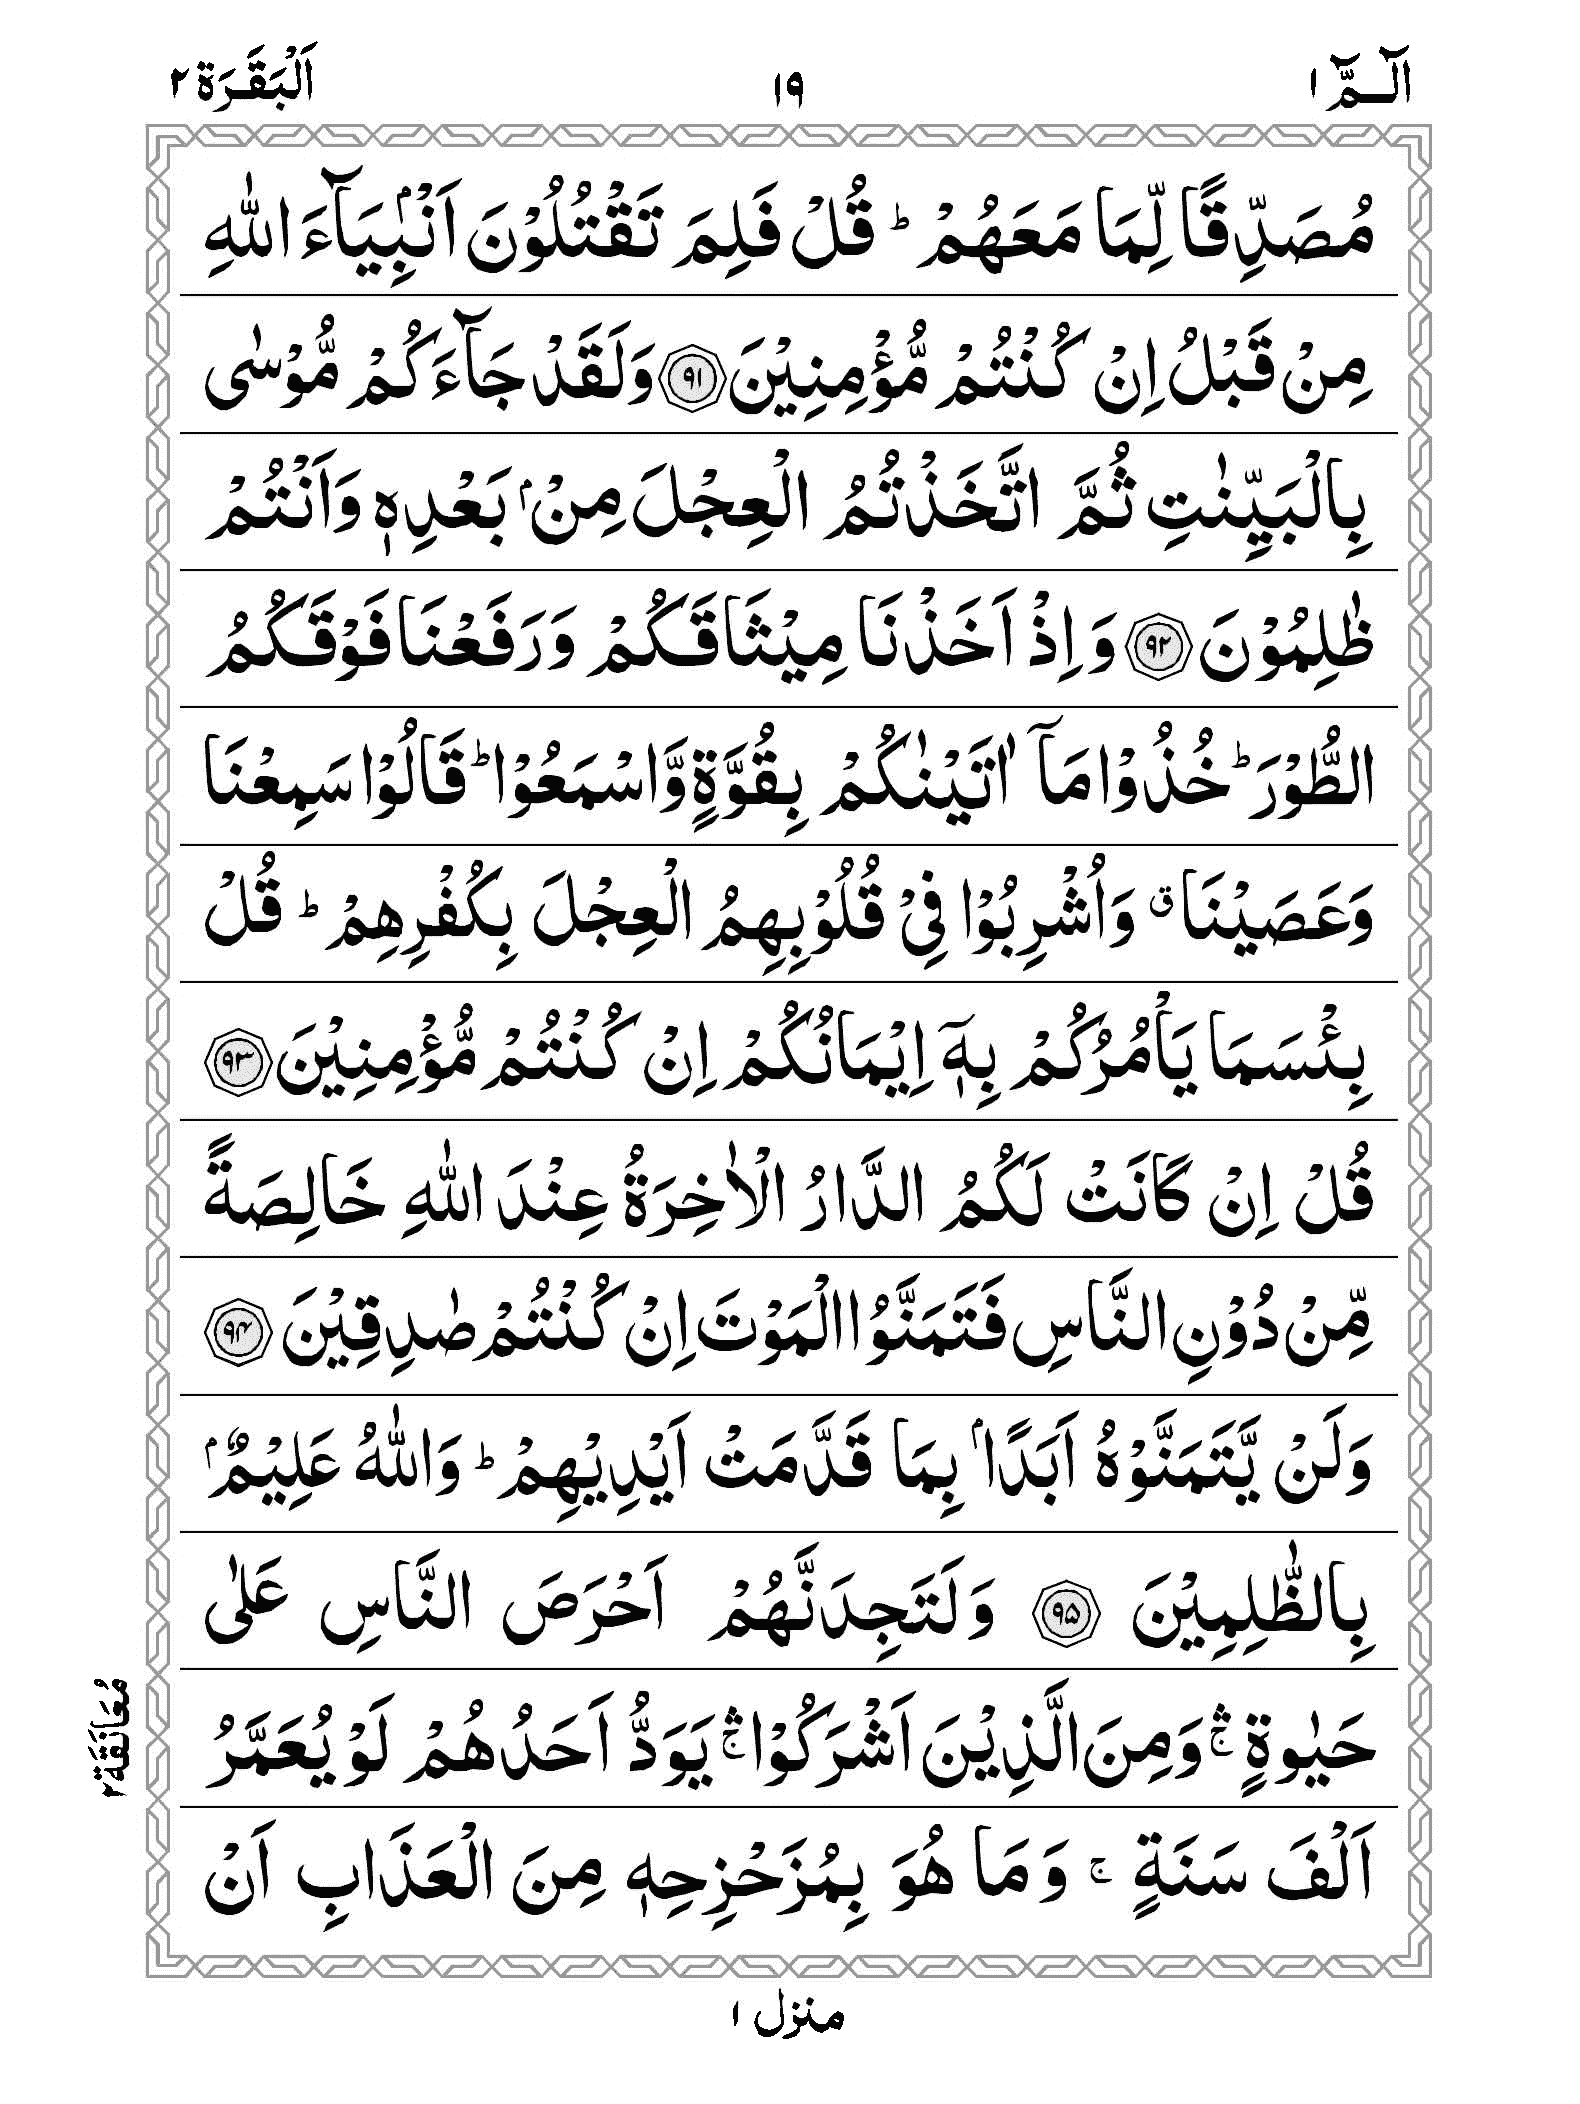 الٓـمّٓ ١ ١٩ اَلْبَقَرَة ٢
مُصَدِّقًا لِّمَا مَعَهُمْ ؕ قُلْ فَلِمَ تَقْتُلُوْنَ اَنْۢبِيَآءَ اللّٰهِ
مِنْ قَبْلُ اِنْ كُنْتُمْ مُّؤْمِنِيْنَ ﴿٩١﴾ وَلَقَدْ جَآءَكُمْ مُّوْسٰى
بِالْبَيِّنٰتِ ثُمَّ اتَّخَذْتُمُ الْعِجْلَ مِنْۢ بَعْدِهٖ وَاَنْتُمْ
ظٰلِمُوْنَ ﴿٩٢﴾ وَاِذْ اَخَذْنَا مِيْثَاقَكُمْ وَرَفَعْنَا فَوْقَكُمُ
الطُّوْرَ ؕ خُذُوْا مَآ اٰتَيْنٰكُمْ بِقُوَّةٍ وَّاسْمَعُوْا ؕ قَالُوْا سَمِعْنَا
وَعَصَيْنَا ۗ وَاُشْرِبُوْا فِيْ قُلُوْبِهِمُ الْعِجْلَ بِكُفْرِهِمْ ؕ قُلْ
بِئْسَمَا يَاْمُرُكُمْ بِهٖٓ اِيْمَانُكُمْ اِنْ كُنْتُمْ مُّؤْمِنِيْنَ ﴿٩٣﴾
قُلْ اِنْ كَانَتْ لَكُمُ الدَّارُ الْاٰخِرَةُ عِنْدَ اللّٰهِ خَالِصَةً
مِّنْ دُوْنِ النَّاسِ فَتَمَنَّوُا الْمَوْتَ اِنْ كُنْتُمْ صٰدِقِيْنَ ﴿٩٤﴾
وَلَنْ يَّتَمَنَّوْهُ اَبَدًاۢ بِمَا قَدَّمَتْ اَيْدِيْهِمْ ؕ وَاللّٰهُ عَلِيْمٌۢ
بِالظّٰلِمِيْنَ ﴿٩٥﴾ وَلَتَجِدَنَّهُمْ اَحْرَصَ النَّاسِ عَلٰى
حَيٰوةٍ ۛۚ وَمِنَ الَّذِيْنَ اَشْرَكُوْا ۛۚ يَوَدُّ اَحَدُهُمْ لَوْ يُعَمَّرُ
اَلْفَ سَنَةٍ ۚ وَمَا هُوَ بِمُزَحْزِحِهٖ مِنَ الْعَذَابِ اَنْ
مُعَانَقَة ٢
منزل ١